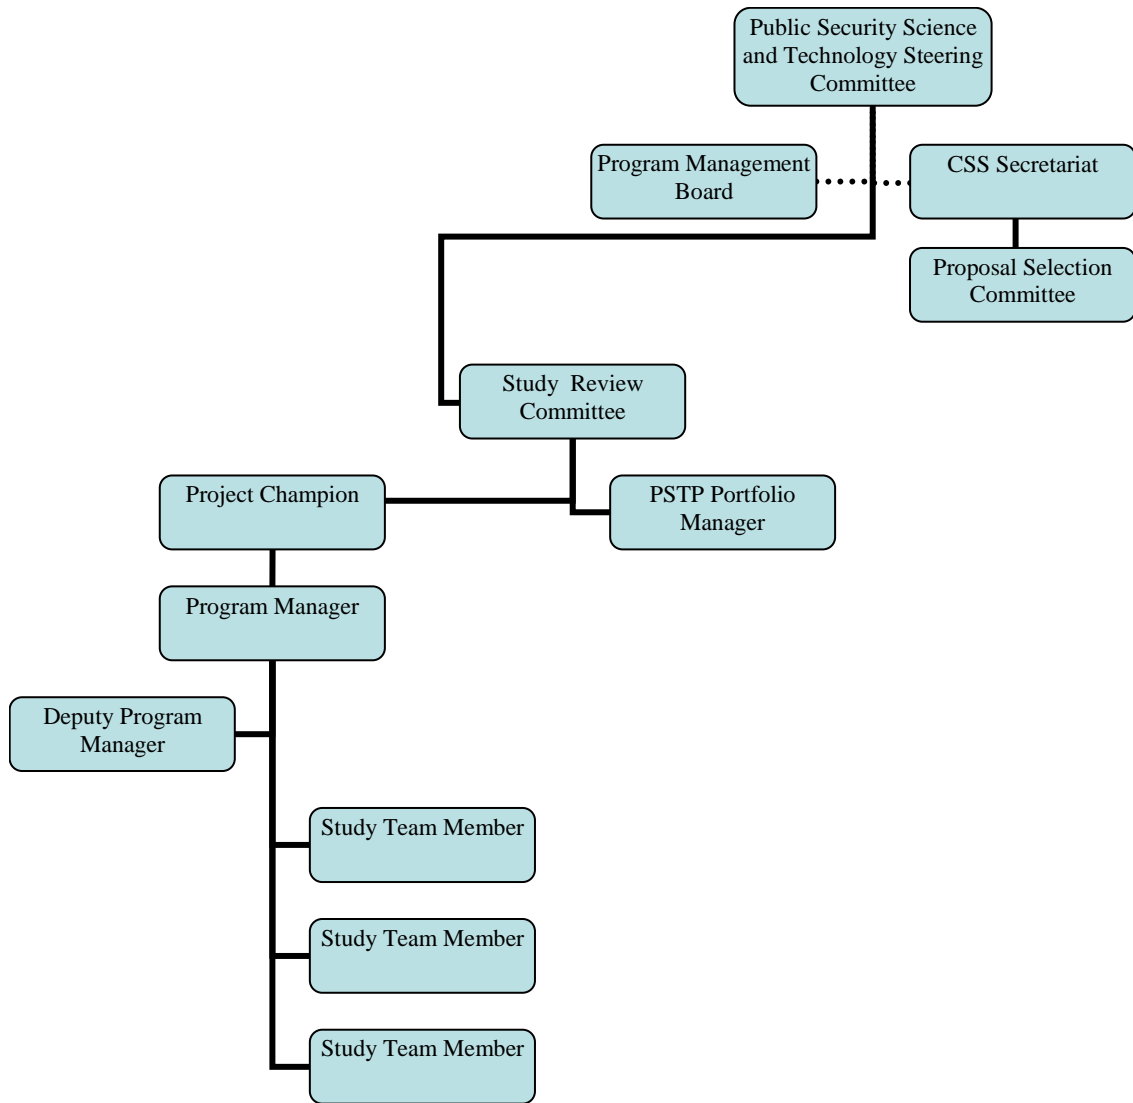 Public Security Science
and Technology Steering
Committee
Program Management
Board
CSS Secretariat
Proposal Selection
Committee
Study Review
Committee
Project Champion
PSTP Portfolio
Manager
Program Manager
Deputy Program
Manager
Study Team Member
Study Team Member
Study Team Member